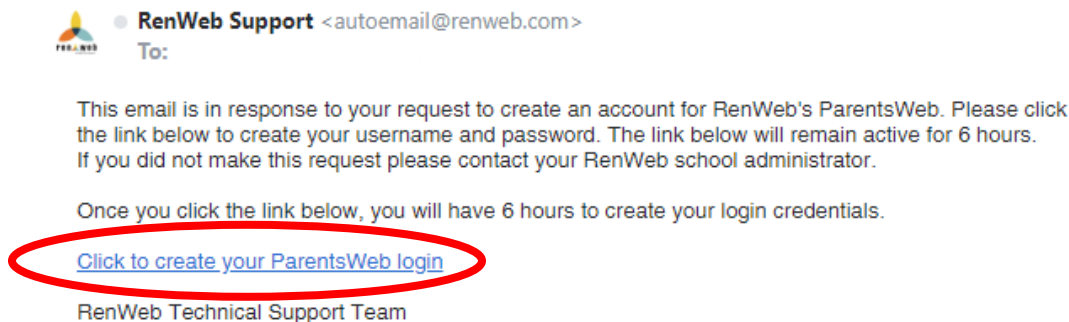 RenWeb Support <autoemail@renweb.com>
RENWEB
To:
This email is in response to your request to create an account for RenWeb's ParentsWeb. Please click
the link below to create your username and password. The link below will remain active for 6 hours.
If you did not make this request please contact your RenWeb school administrator.
Once you click the link below, you will have 6 hours to create your login credentials.
Click to create your ParentsWeb login
RenWeb Technical Support Team